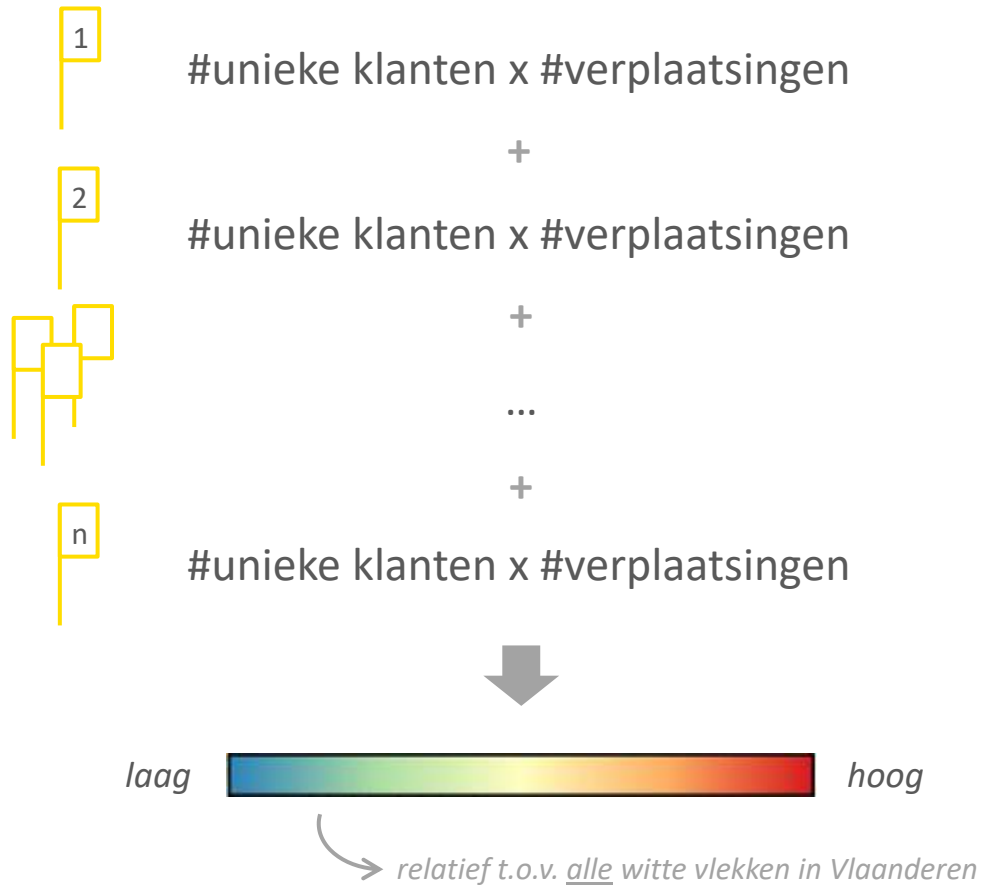 1
#unieke klanten x #verplaatsingen
+
2
#unieke klanten x #verplaatsingen
+
...
+
n
#unieke klanten x #verplaatsingen
laag
hoog
relatief t.o.v. alle witte vlekken in Vlaanderen